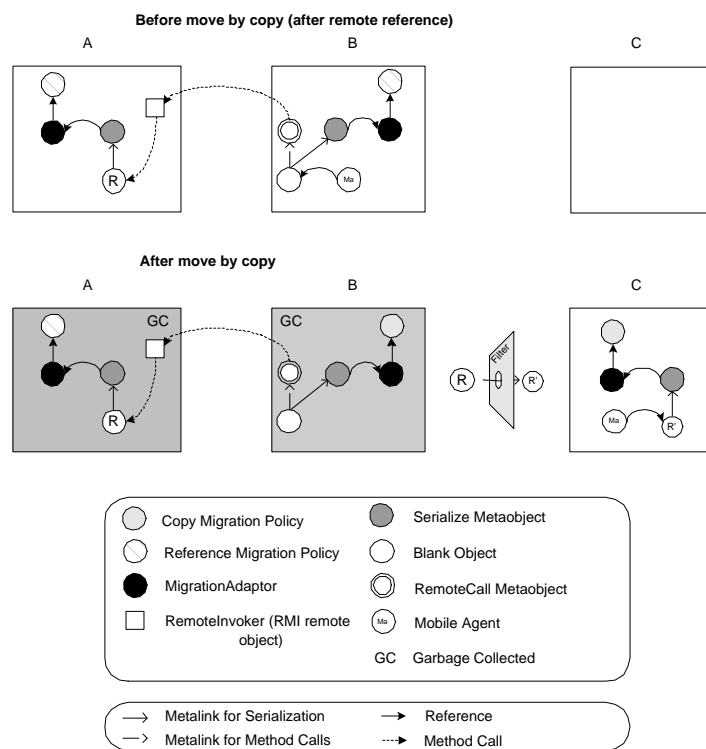 Before move by copy (after remote reference)
A B C
R Ma
After move by copy
A B C
GC GC
Filter
R R'
R Ma R'
Copy Migration Policy
Serialize Metaobject
Reference Migration Policy
Blank Object
MigrationAdaptor
RemoteCall Metaobject
RemoteInvoker (RMI remote
object)
Ma Mobile Agent
GC Garbage Collected
Metalink for Serialization
Reference
Metalink for Method Calls
Method Call